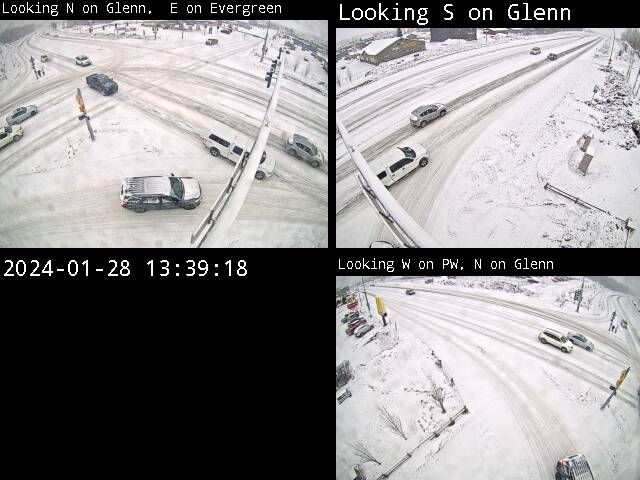 Looking N on Glenn, E on Evergreen
Looking S on Glenn
2024-01-28 13:39:18
Looking W on PW, N on Glenn